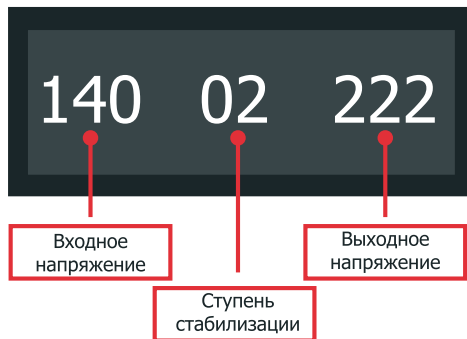 140 02 222
Входное
напряжение
Выходное
напряжение
Ступень
стабилизации